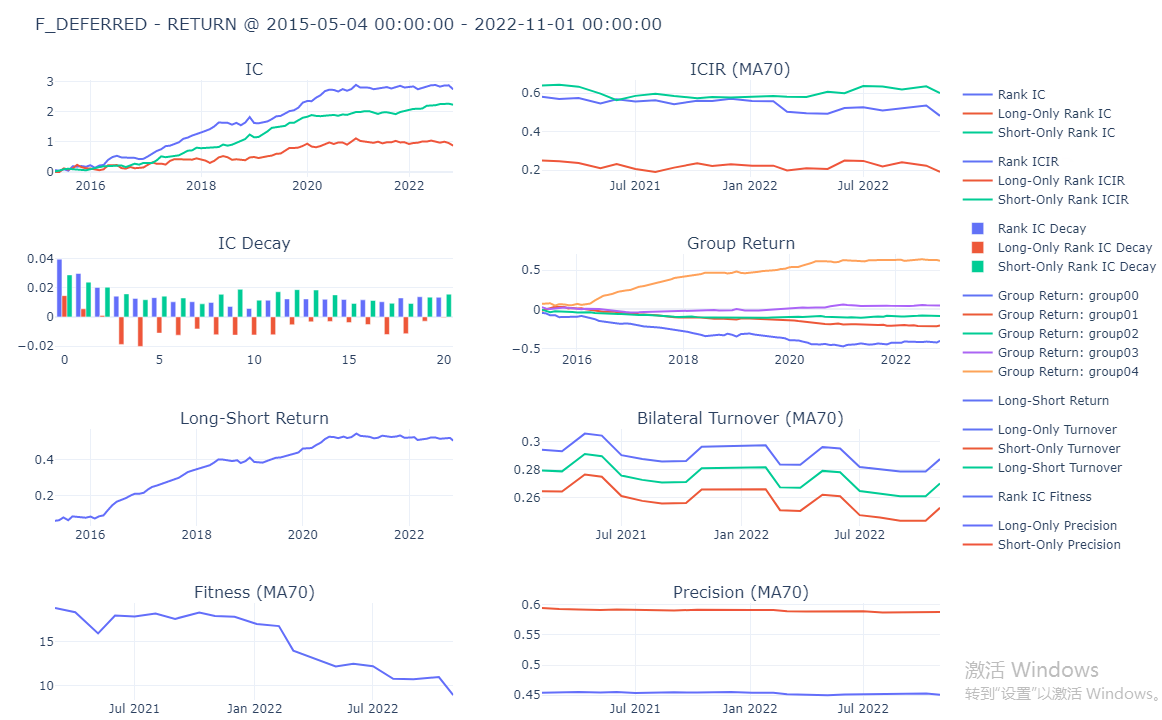 F_DEFERRED - RETURN @ 2015-05-04 00:00:00 - 2022-11-01 00:00:00
IC
3
2
1
0
2016
2018
2020
2022
ICIR (MA70)
0.6
0.4
0.2
Jul 2021
Jan 2022
Jul 2022
IC Decay
0.04
0.02
0
−0.02
0
5
10
15
20
Group Return
0.5
0
−0.5
2016
2018
2020
2022
Long-Short Return
0.4
0.2
2016
2018
2020
2022
Bilateral Turnover (MA70)
0.3
0.28
0.26
Jul 2021
Jan 2022
Jul 2022
Fitness (MA70)
15
10
Jul 2021
Jan 2022
Jul 2022
Precision (MA70)
0.6
0.55
0.5
0.45
Jul 2021
Jan 2022
Jul 2022
Rank IC
Long-Only Rank IC
Short-Only Rank IC
Rank ICIR
Long-Only Rank ICIR
Short-Only Rank ICIR
Rank IC Decay
Long-Only Rank IC Decay
Short-Only Rank IC Decay
Group Return: group00
Group Return: group01
Group Return: group02
Group Return: group03
Group Return: group04
Long-Short Return
Long-Only Turnover
Short-Only Turnover
Long-Short Turnover
Rank IC Fitness
Long-Only Precision
Short-Only Precision
激活 Windows
转到"设置"以激活 Windows。